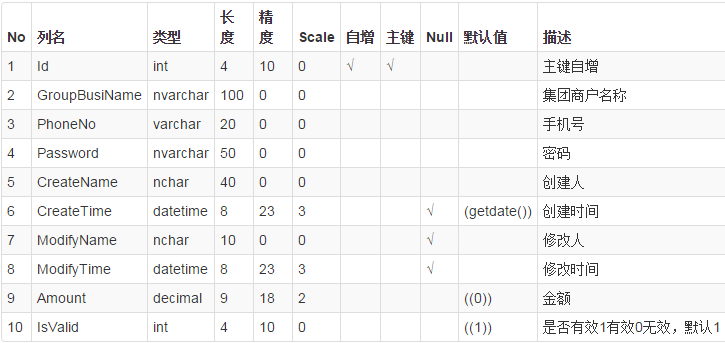 No 列名 类型 长度 精度 Scale 自增 主键 Null 默认值 描述
1 Id int 4 10 0 √ √ 主键自增
2 GroupBusiName nvarchar 100 0 0 集团商户名称
3 PhoneNo varchar 20 0 0 手机号
4 Password nvarchar 50 0 0 密码
5 CreateName nchar 40 0 0 创建人
6 CreateTime datetime 8 23 3 √ (getdate()) 创建时间
7 ModifyName nchar 10 0 0 √ 修改人
8 ModifyTime datetime 8 23 3 √ 修改时间
9 Amount decimal 9 18 2 ((0)) 金额
10 IsValid int 4 10 0 ((1)) 是否有效1有效0无效，默认1